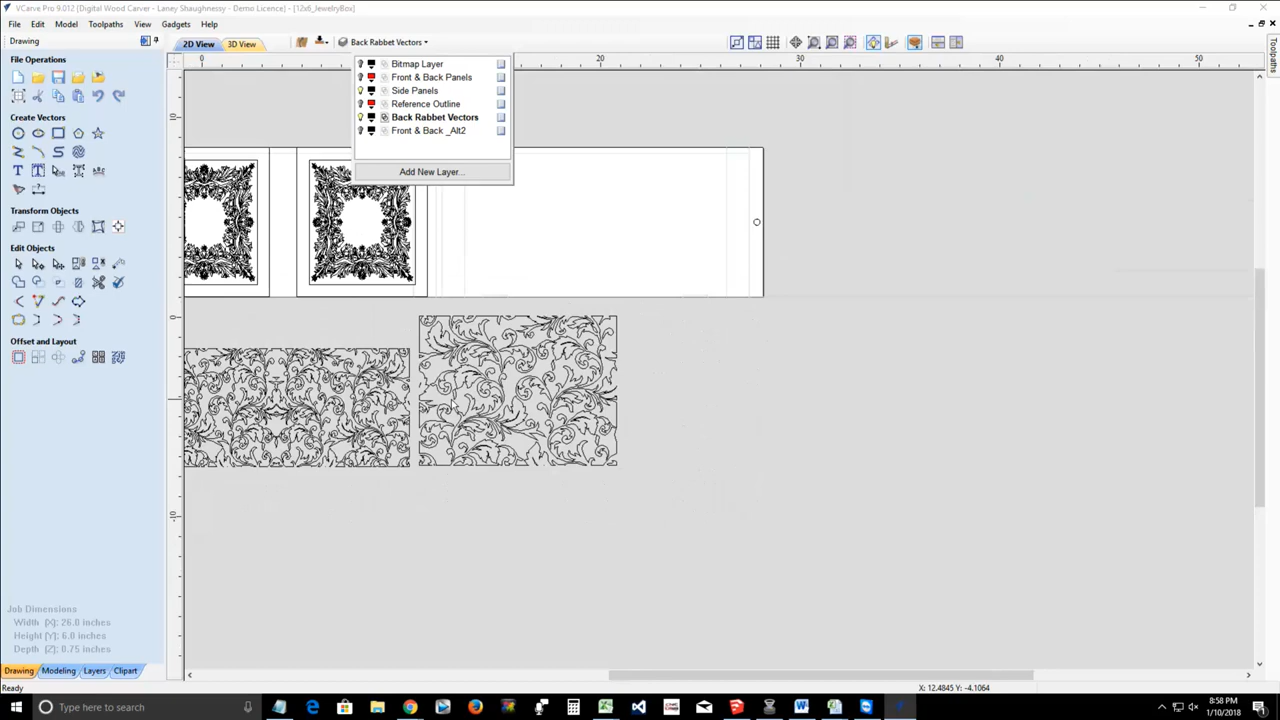 VCarve Pro 9.012 {Digital Wood Carver - Laney Shaughnessy - Demo Licence} - [12x6_JewelryBox]
File Edit Model Toolpaths View Gadgets Help
Drawing
2D View 3D View Back Rabbet Vectors
File Operations
Create Vectors
Transform Objects
Edit Objects
Offset and Layout
Bitmap Layer
Front & Back Panels
Side Panels
Reference Outline
Back Rabbet Vectors
Front & Back _Alt2
Add New Layer...
0 20 30 40 50
10
0
-10
Toolpaths
Job Dimensions
Width (X): 26.0 inches
Height (Y): 6.0 inches
Depth (Z): 0.75 inches
Drawing Modeling Layers Clipart
Ready
X: 12.4845 Y: -4.1064
Type here to search
8:58 PM
1/10/2018